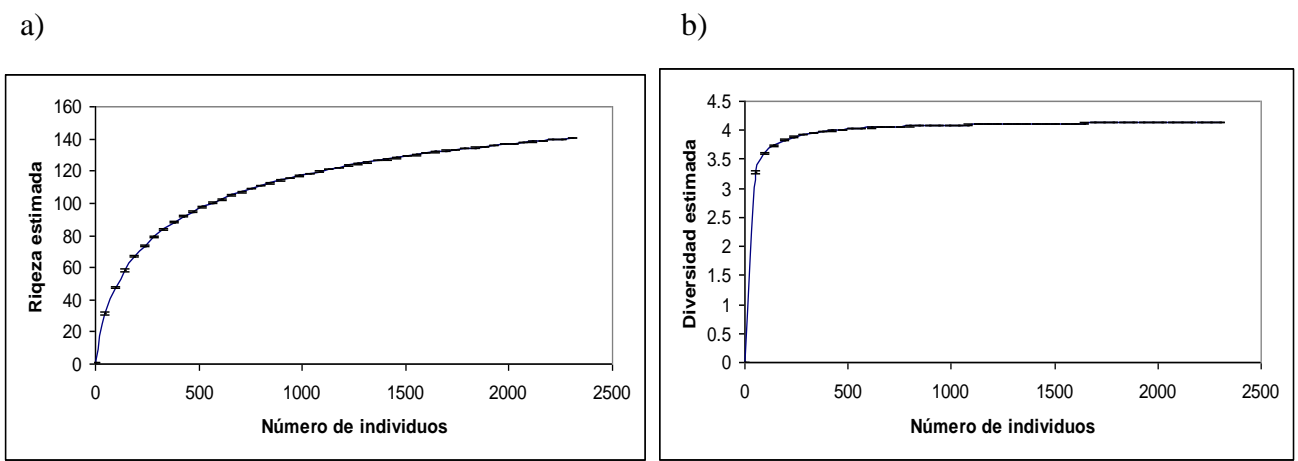 a)
b)
160
140
120
100
80
60
40
20
0
Riqeza estimada
0 500 1000 1500 2000 2500
Número de individuos
4.5
4
3.5
3
2.5
2
1.5
1
0.5
0
Diversidad estimada
0 500 1000 1500 2000 2500
Número de individuos